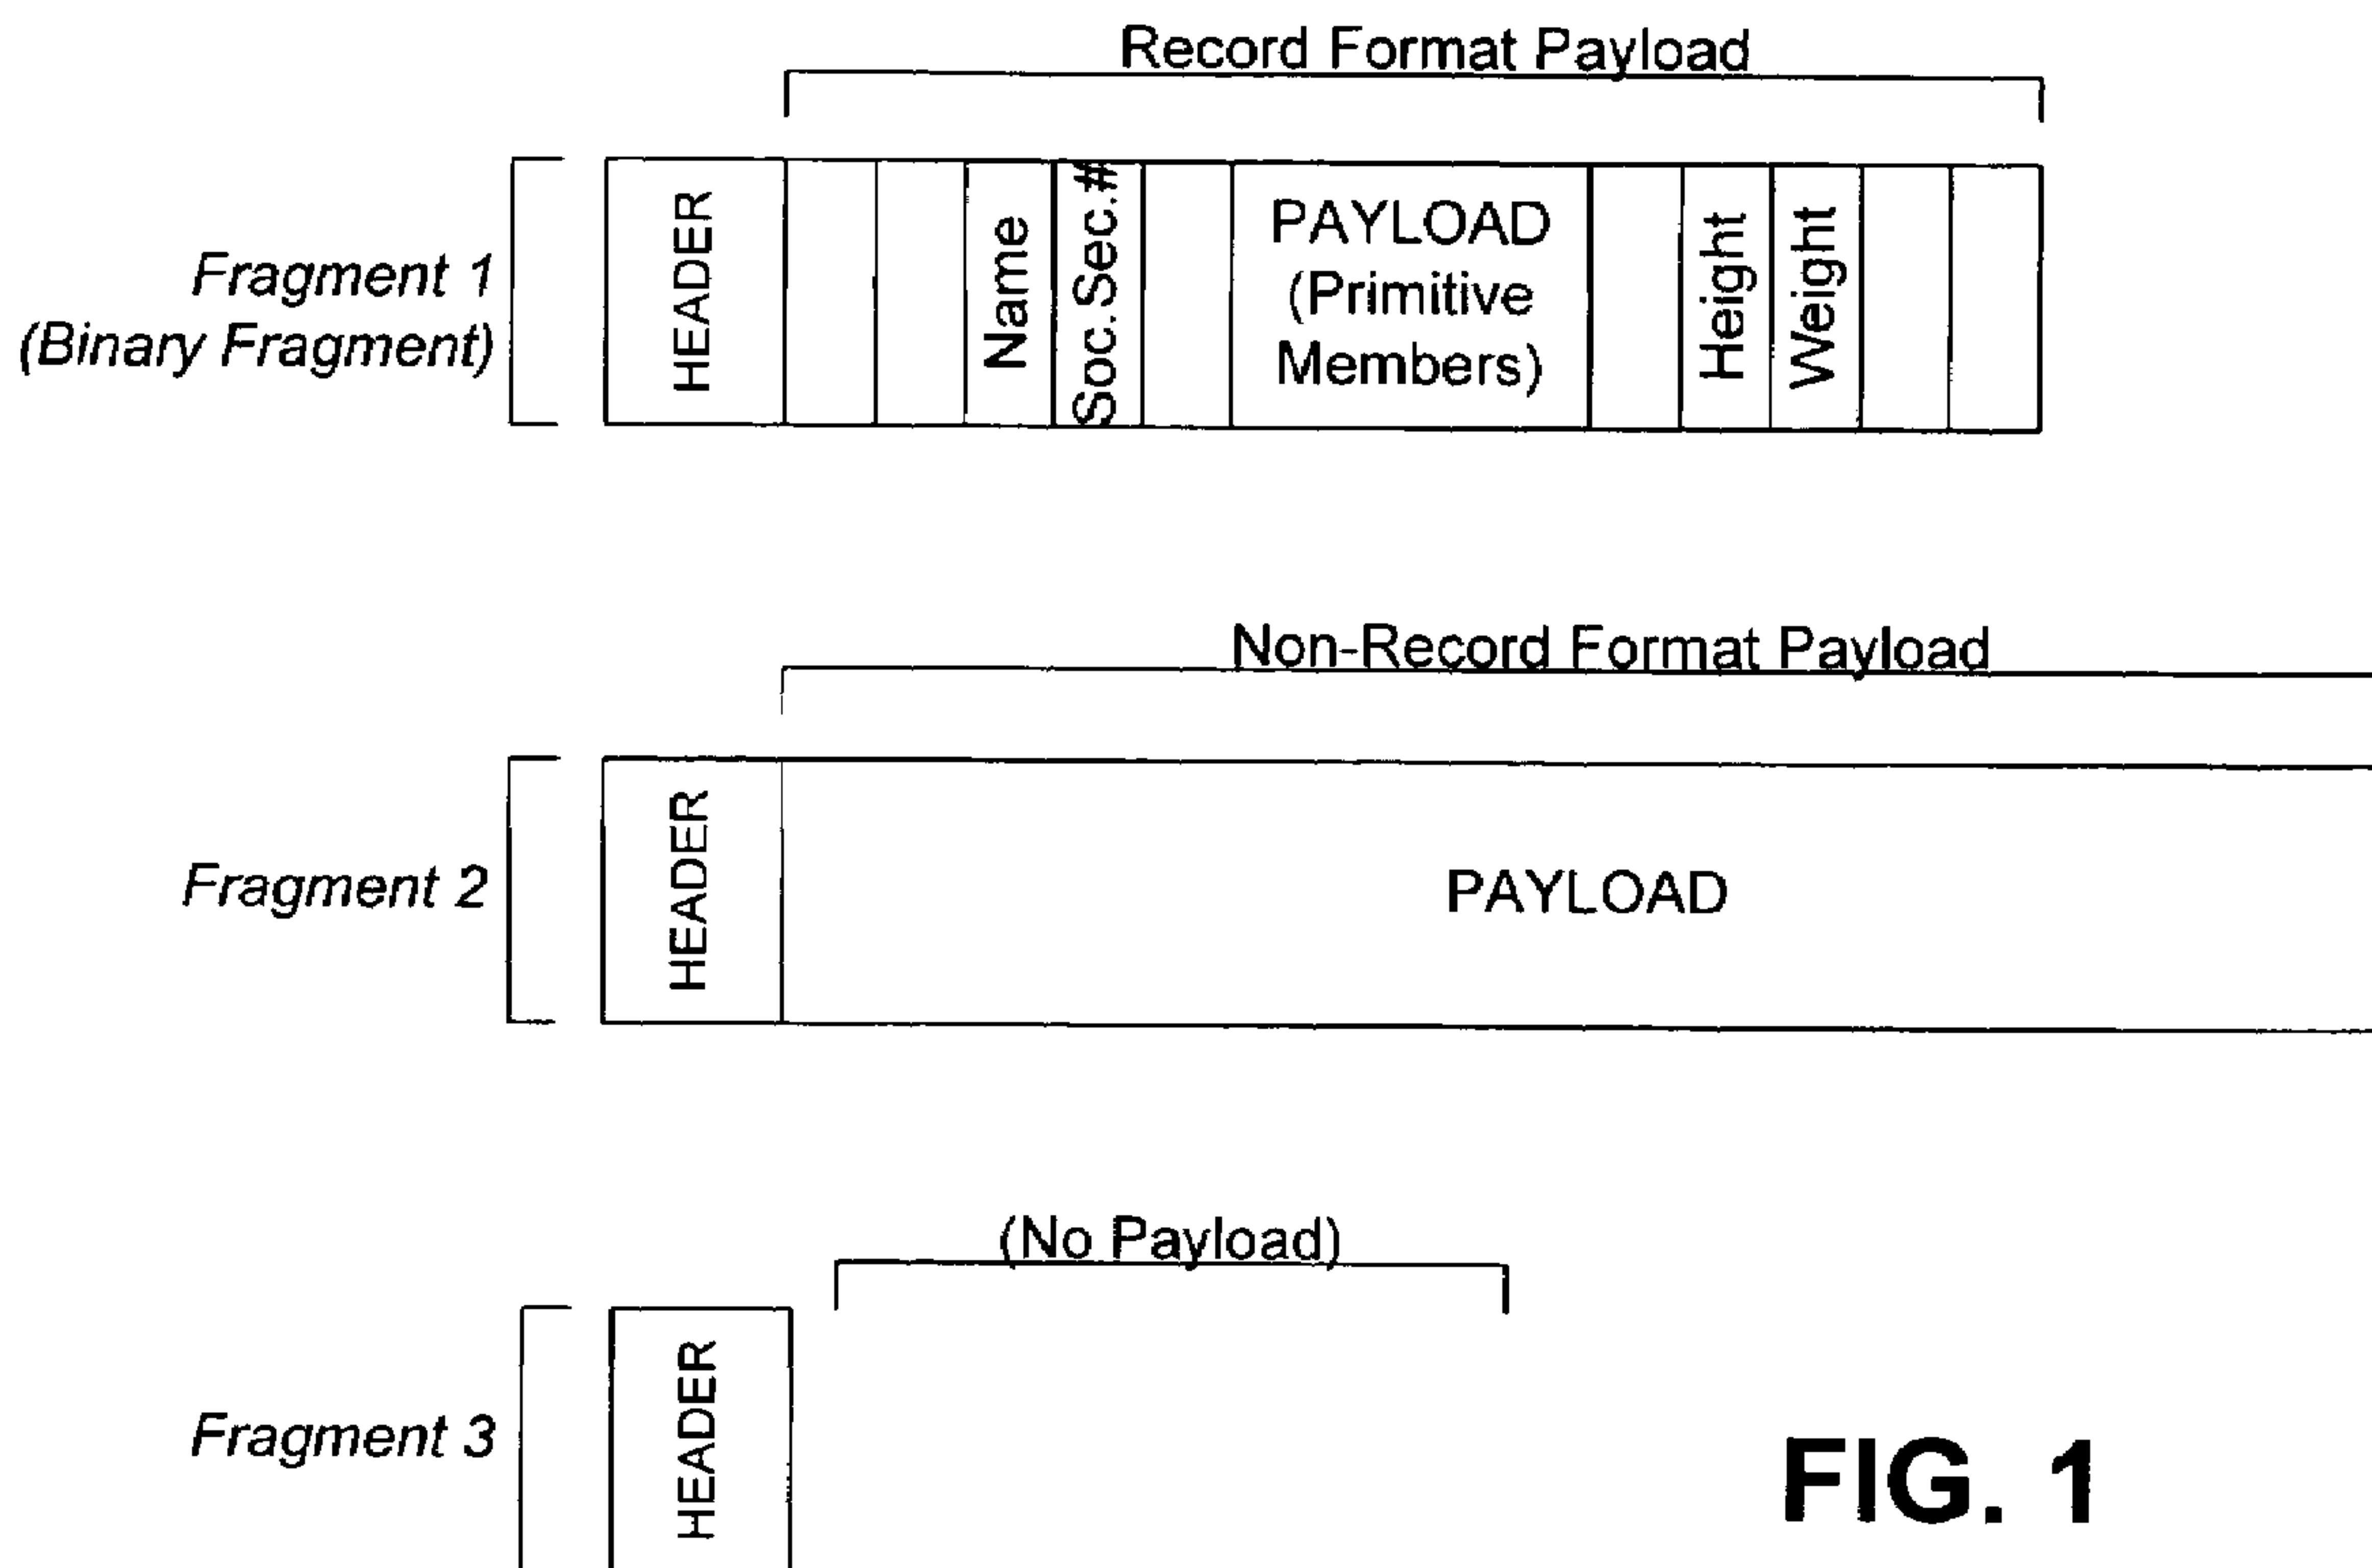 Record Format Payload
Fragment 1
(Binary Fragment)
HEADER
Name
Soc.Sec.#
PAYLOAD
(Primitive
Members)
Height
Weight
Non-Record Format Payload
Fragment 2
HEADER
PAYLOAD
(No Payload)
Fragment 3
HEADER
FIG. 1